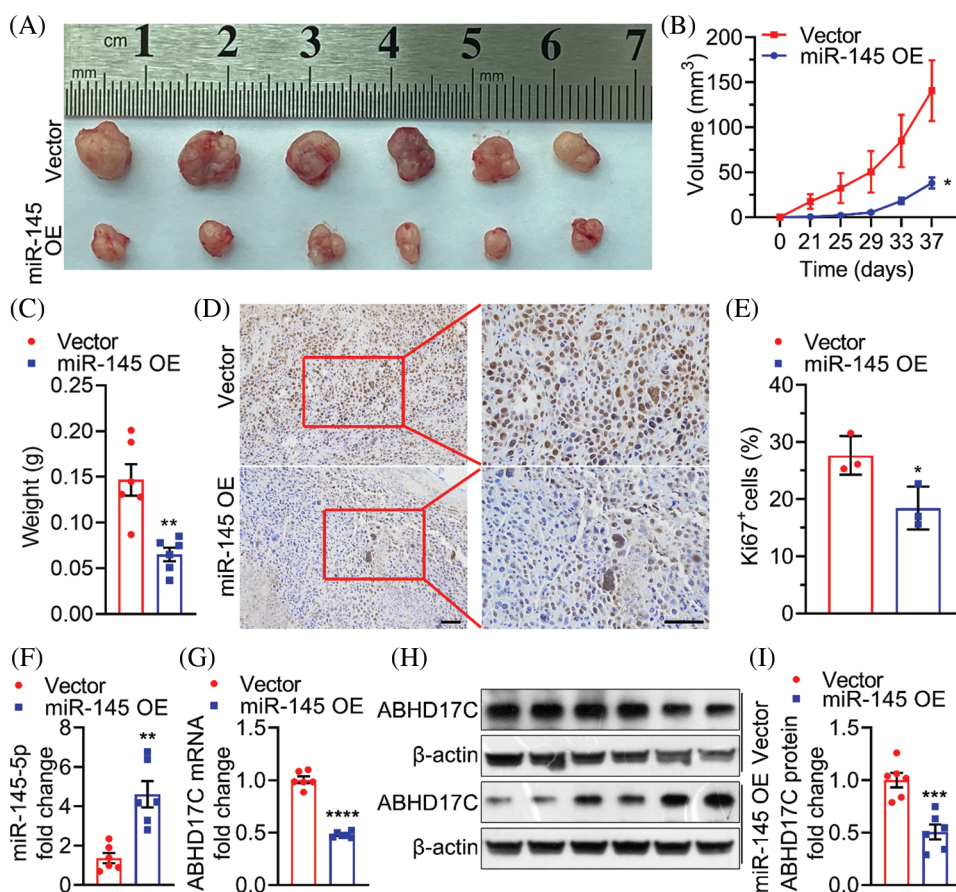 (A)
cm 1 2 3 4 5 6 7
mm mm
Vector
miR-145
OE
(B)
Vector
miR-145 OE
Volume (mm³)
200
150
100
50
0
*
0 21 25 29 33 37
Time (days)
(C)
Vector
miR-145 OE
Weight (g)
0.25
0.20
0.15
0.10
0.05
0.00
**
(D)
Vector
miR-145 OE
(E)
Vector
miR-145 OE
Ki67⁺cells (%)
40
30
20
10
0
*
(F)
Vector
miR-145 OE
miR-145-5p
fold change
8
6
4
2
0
**
(G)
Vector
miR-145 OE
ABHD17C mRNA
fold change
1.5
1.0
0.5
0.0
****
(H)
ABHD17C
β-actin
ABHD17C
β-actin
Vector
miR-145 OE
(I)
Vector
miR-145 OE
ABHD17C protein
fold change
1.5
1.0
0.5
0.0
***